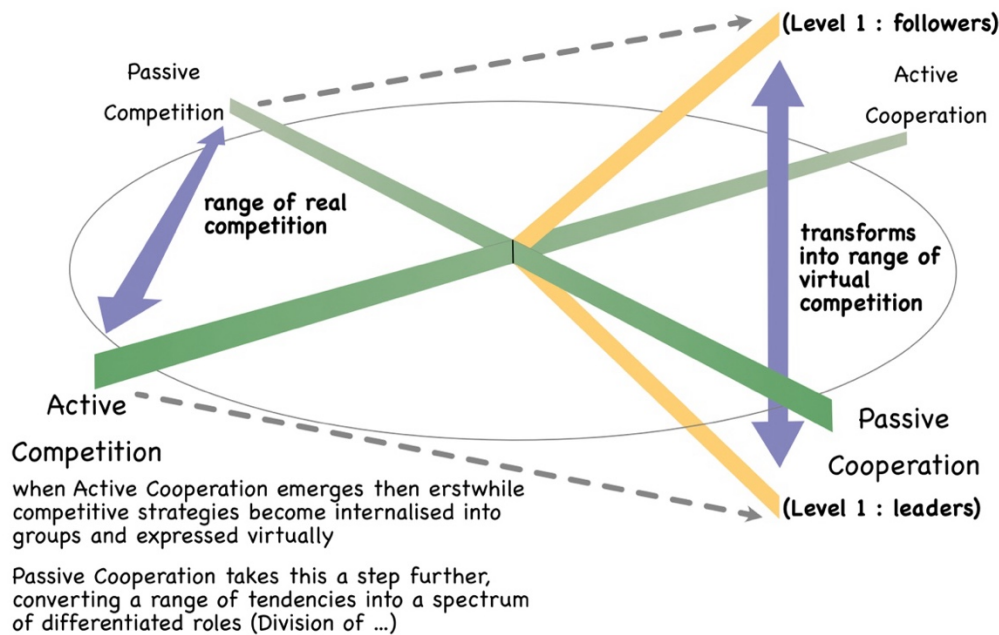 (Level 1 : followers)
Passive
Competition
Active
Cooperation
range of real
competition
transforms
into range of
virtual
competition
Active
Competition
Passive
Cooperation
(Level 1 : leaders)
when Active Cooperation emerges then erstwhile
competitive strategies become internalised into
groups and expressed virtually
Passive Cooperation takes this a step further,
converting a range of tendencies into a spectrum
of differentiated roles (Division of ...)